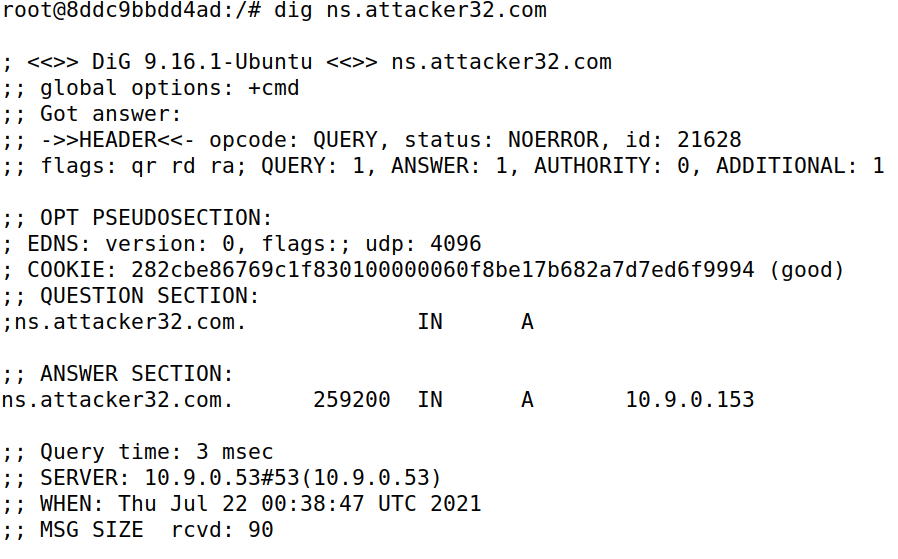 root@8ddc9bbdd4ad:/# dig ns.attacker32.com
; <<>> DiG 9.16.1-Ubuntu <<>> ns.attacker32.com
;; global options: +cmd
;; Got answer:
;; ->>HEADER<<- opcode: QUERY, status: NOERROR, id: 21628
;; flags: qr rd ra; QUERY: 1, ANSWER: 1, AUTHORITY: 0, ADDITIONAL: 1
;; OPT PSEUDOSECTION:
; EDNS: version: 0, flags:; udp: 4096
; COOKIE: 282cbe86769c1f830100000060f8be17b682a7d7ed6f9994 (good)
;; QUESTION SECTION:
;ns.attacker32.com. IN A
;; ANSWER SECTION:
ns.attacker32.com. 259200 IN A 10.9.0.153
;; Query time: 3 msec
;; SERVER: 10.9.0.53#53(10.9.0.53)
;; WHEN: Thu Jul 22 00:38:47 UTC 2021
;; MSG SIZE rcvd: 90